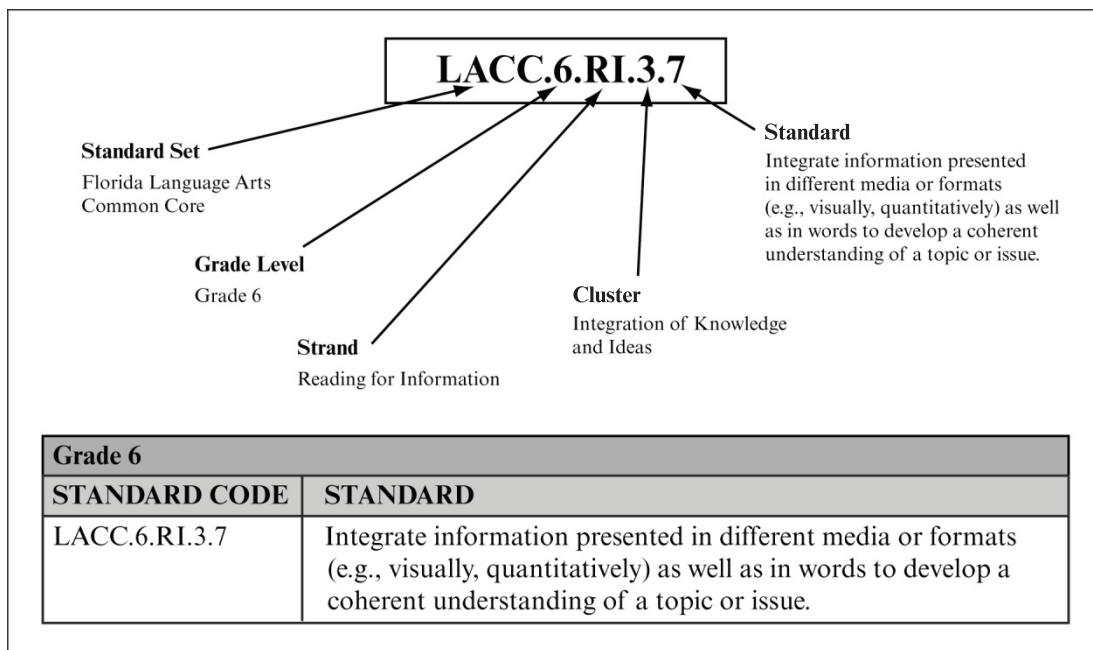 LACC.6.RI.3.7
Standard Set
Florida Language Arts
Common Core
Grade Level
Grade 6
Strand
Reading for Information
Cluster
Integration of Knowledge
and Ideas
Standard
Integrate information presented
in different media or formats
(e.g., visually, quantitatively) as well
as in words to develop a coherent
understanding of a topic or issue.
Grade 6
STANDARD CODE STANDARD
LACC.6.RI.3.7 Integrate information presented in different media or formats
(e.g., visually, quantitatively) as well as in words to develop a
coherent understanding of a topic or issue.